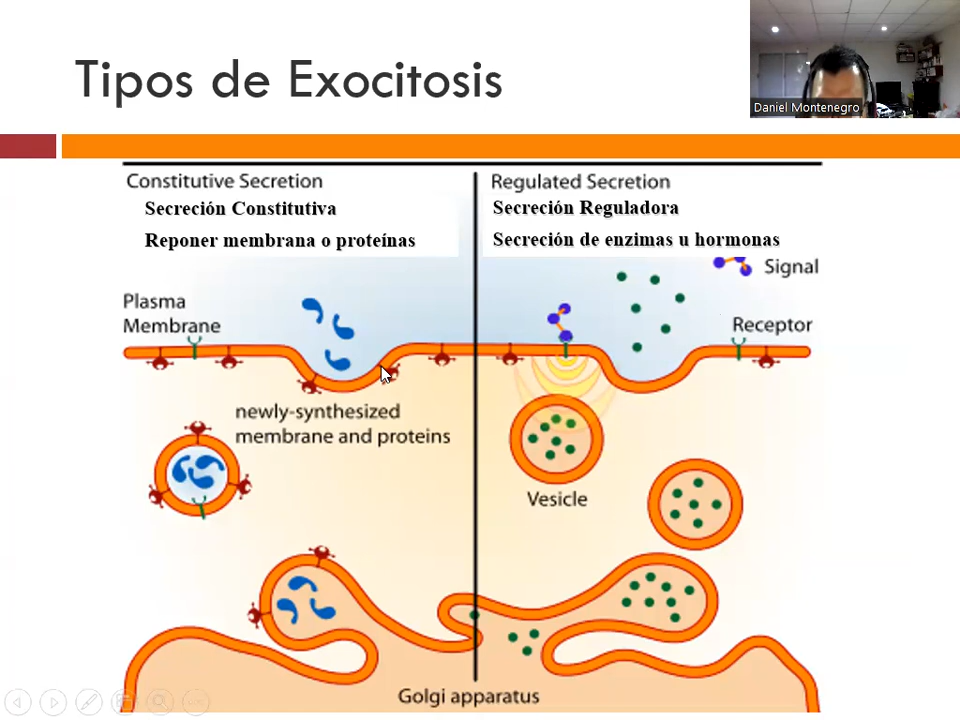 Tipos de Exocitosis
Daniel Montenegro
Constitutive Secretion
Secreción Constitutiva
Reponer membrana o proteínas
Regulated Secretion
Secreción Reguladora
Secreción de enzimas u hormonas
Signal
Plasma
Membrane
Receptor
newly-synthesized
membrane and proteins
Vesicle
Golgi apparatus